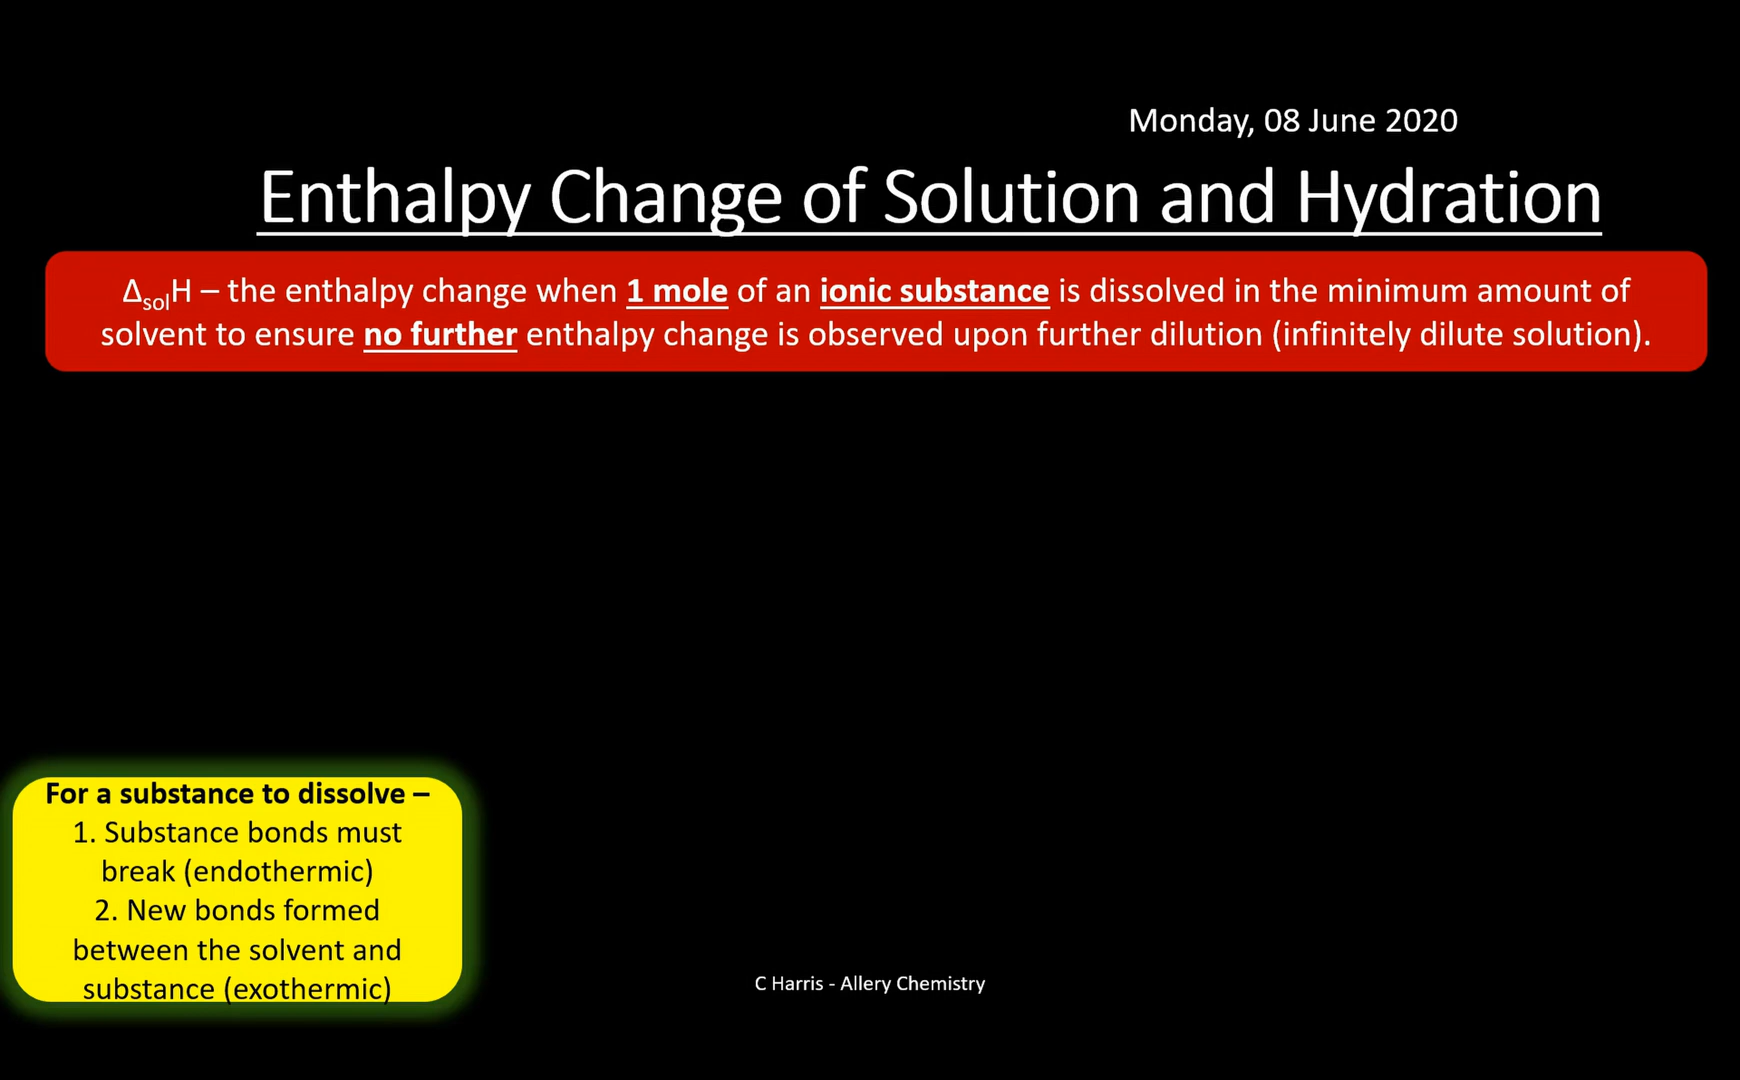 Monday, 08 June 2020
Enthalpy Change of Solution and Hydration
ΔsolH – the enthalpy change when 1 mole of an ionic substance is dissolved in the minimum amount of
solvent to ensure no further enthalpy change is observed upon further dilution (infinitely dilute solution).
For a substance to dissolve –
1. Substance bonds must
break (endothermic)
2. New bonds formed
between the solvent and
substance (exothermic)
C Harris - Allery Chemistry